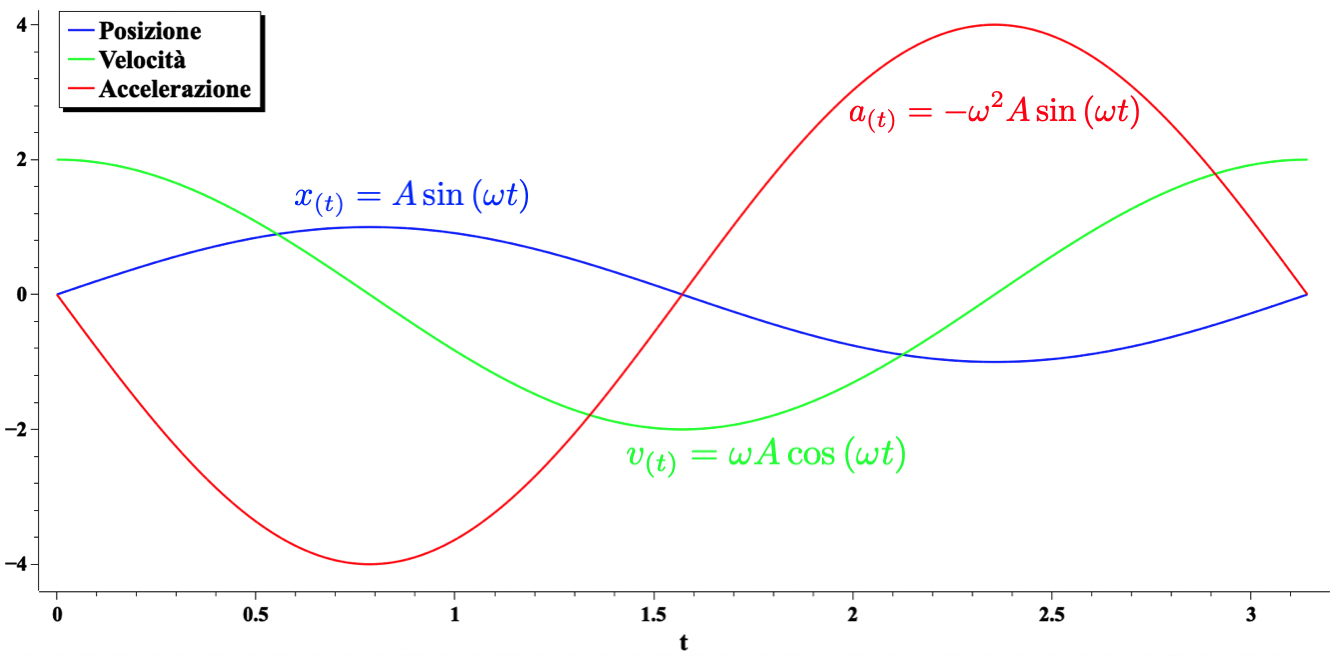 Posizione
Velocità
Accelerazione
4
2
0
−2
−4
x(t) = A sin (ωt)
a(t) = −ω²A sin (ωt)
v(t) = ωA cos (ωt)
0 0.5 1 1.5 2 2.5 3
t